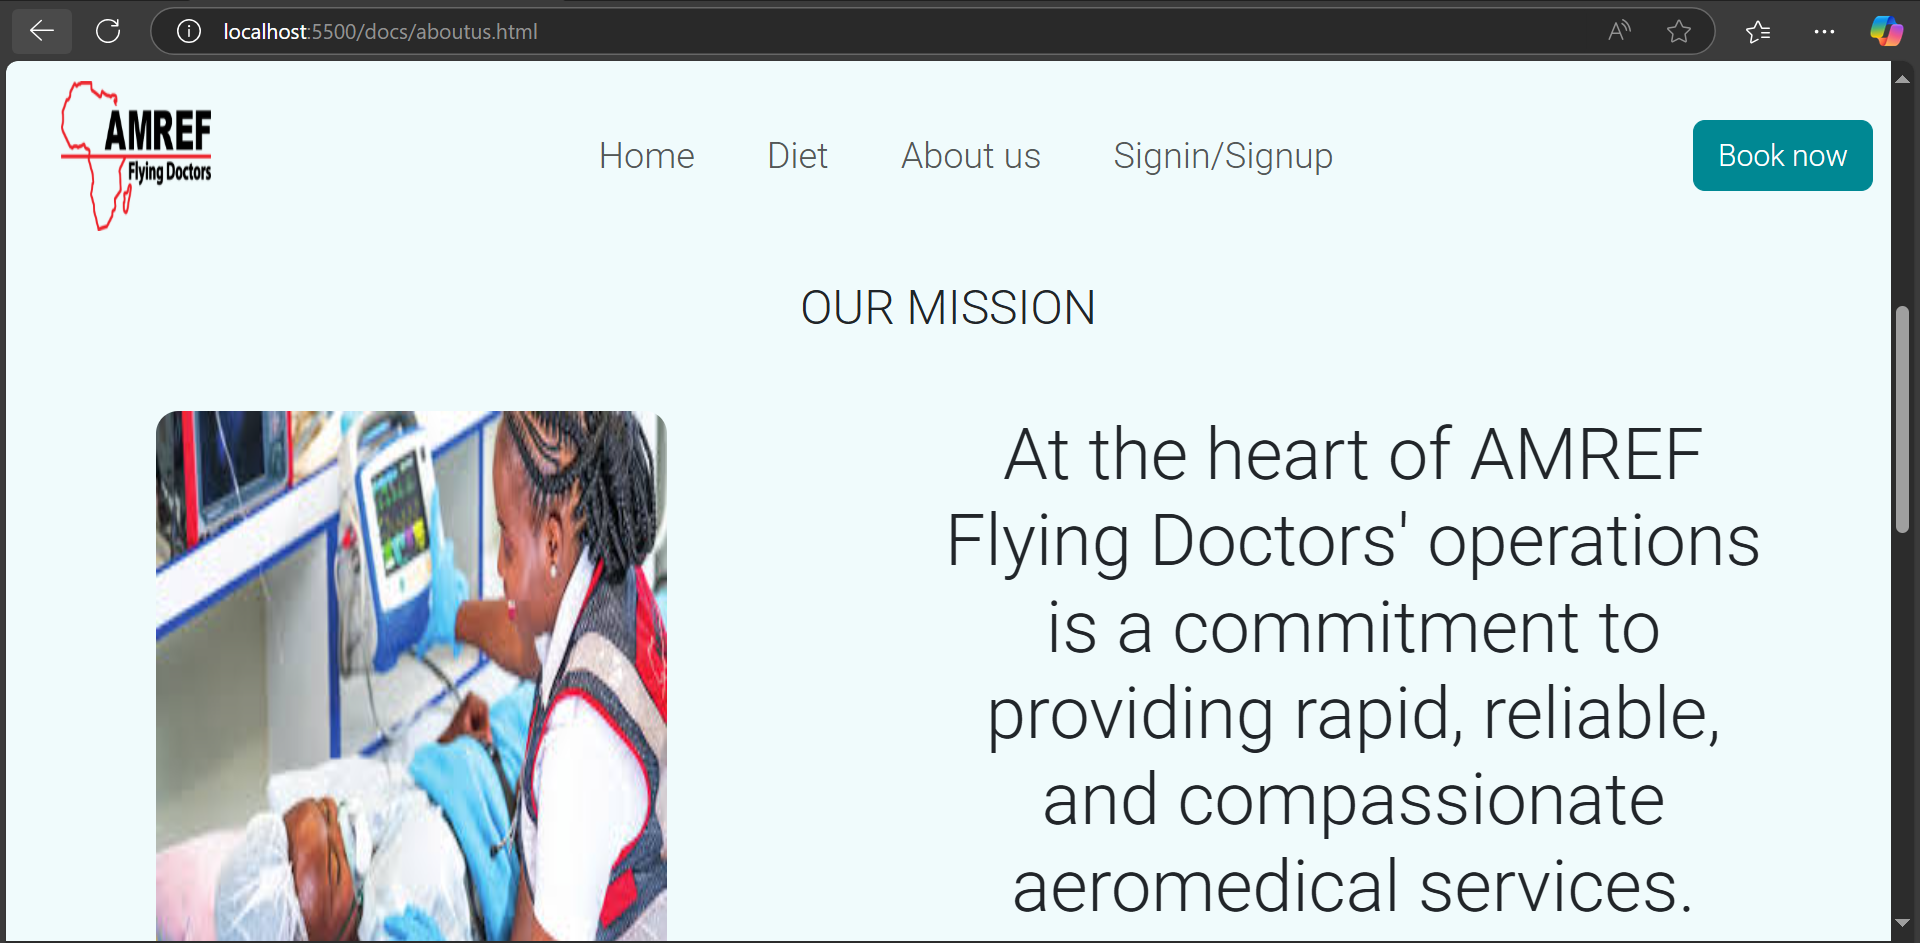 localhost:5500/docs/aboutus.html
AMREF
Flying Doctors
Home Diet About us Signin/Signup
Book now
OUR MISSION
At the heart of AMREF
Flying Doctors' operations
is a commitment to
providing rapid, reliable,
and compassionate
aeromedical services.